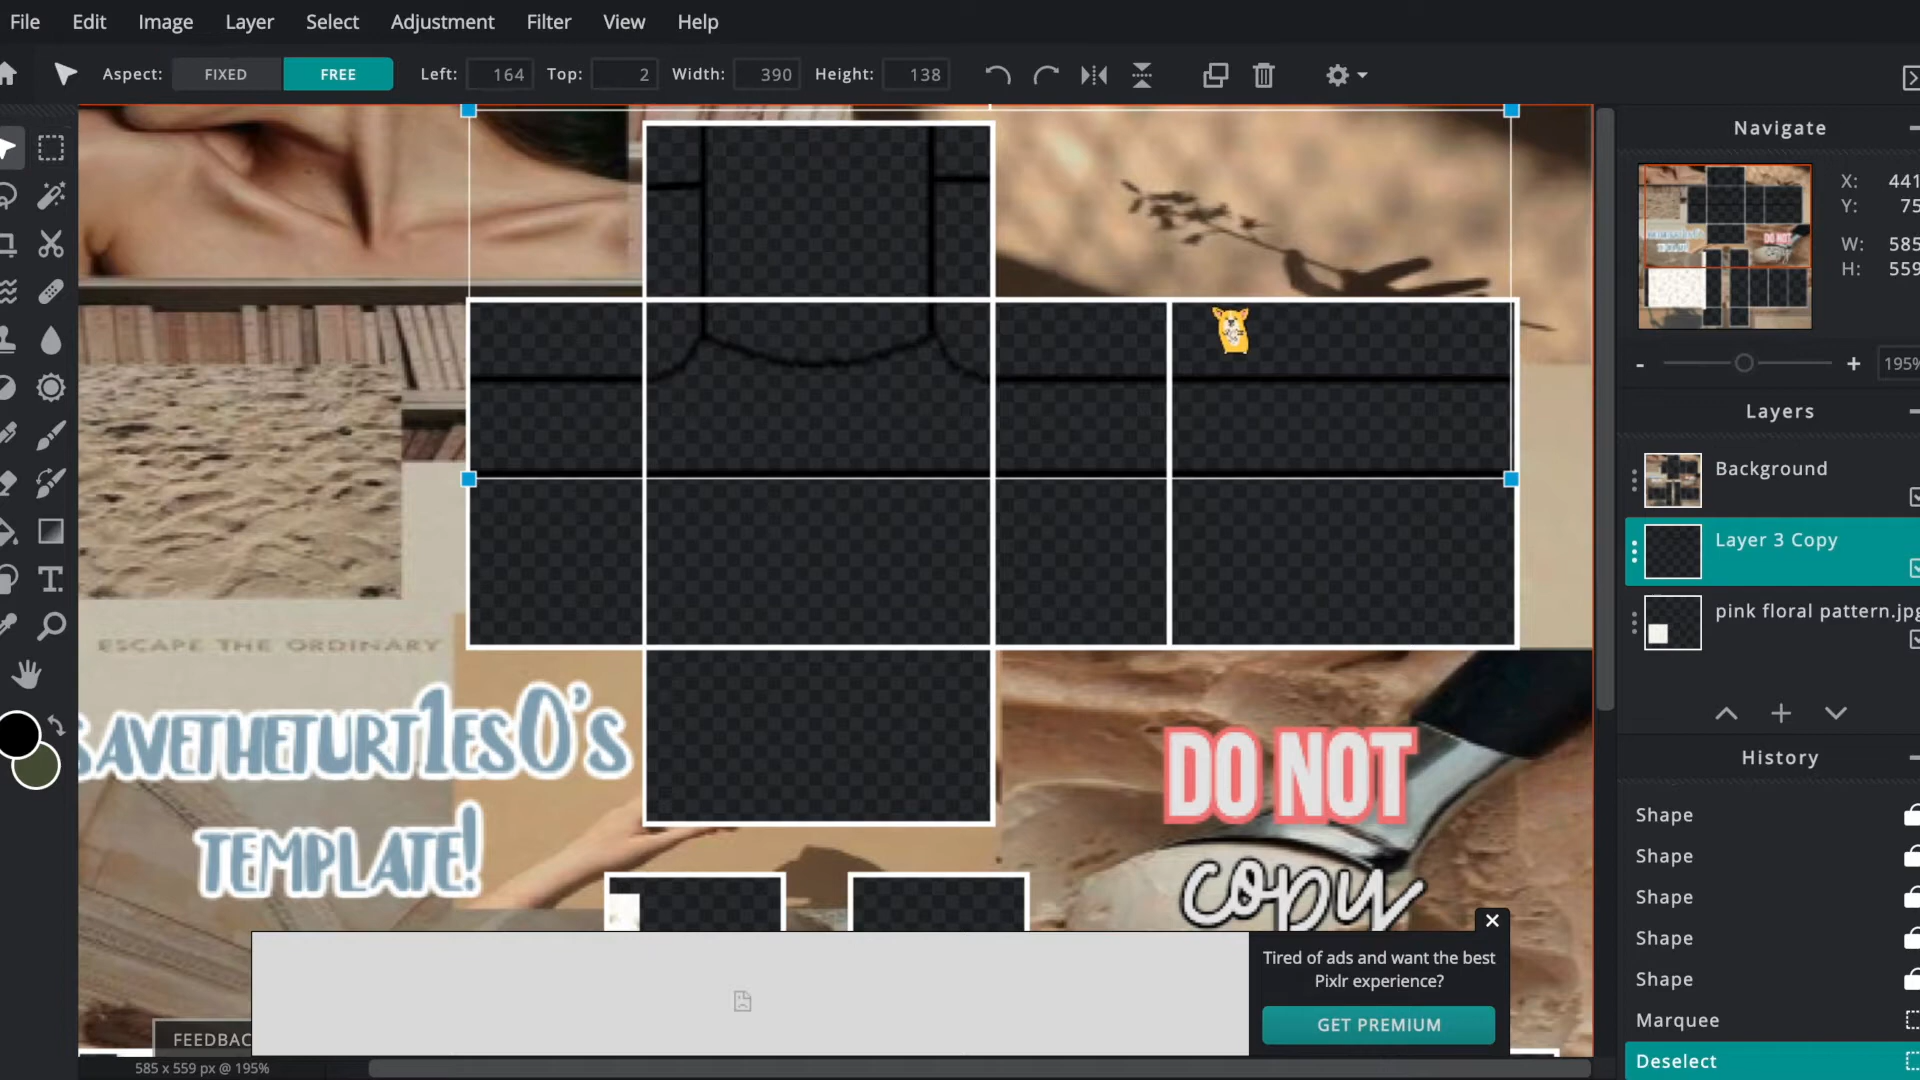 File Edit Image Layer Select Adjustment Filter View Help
Aspect: FIXED FREE Left: 164 Top: 2 Width: 390 Height: 138
Navigate
X: 441
Y: 75
W: 585
H: 559
195%
Layers
Background
Layer 3 Copy
pink floral pattern.jpg
History
Shape
Shape
Shape
Shape
Shape
Marquee
Deselect
ESCAPE THE ORDINARY
SAVETHETURT1ES0'S
TEMPLATE!
DO NOT
copy
Tired of ads and want the best
Pixlr experience?
GET PREMIUM
FEEDBAC
585 x 559 px @ 195%